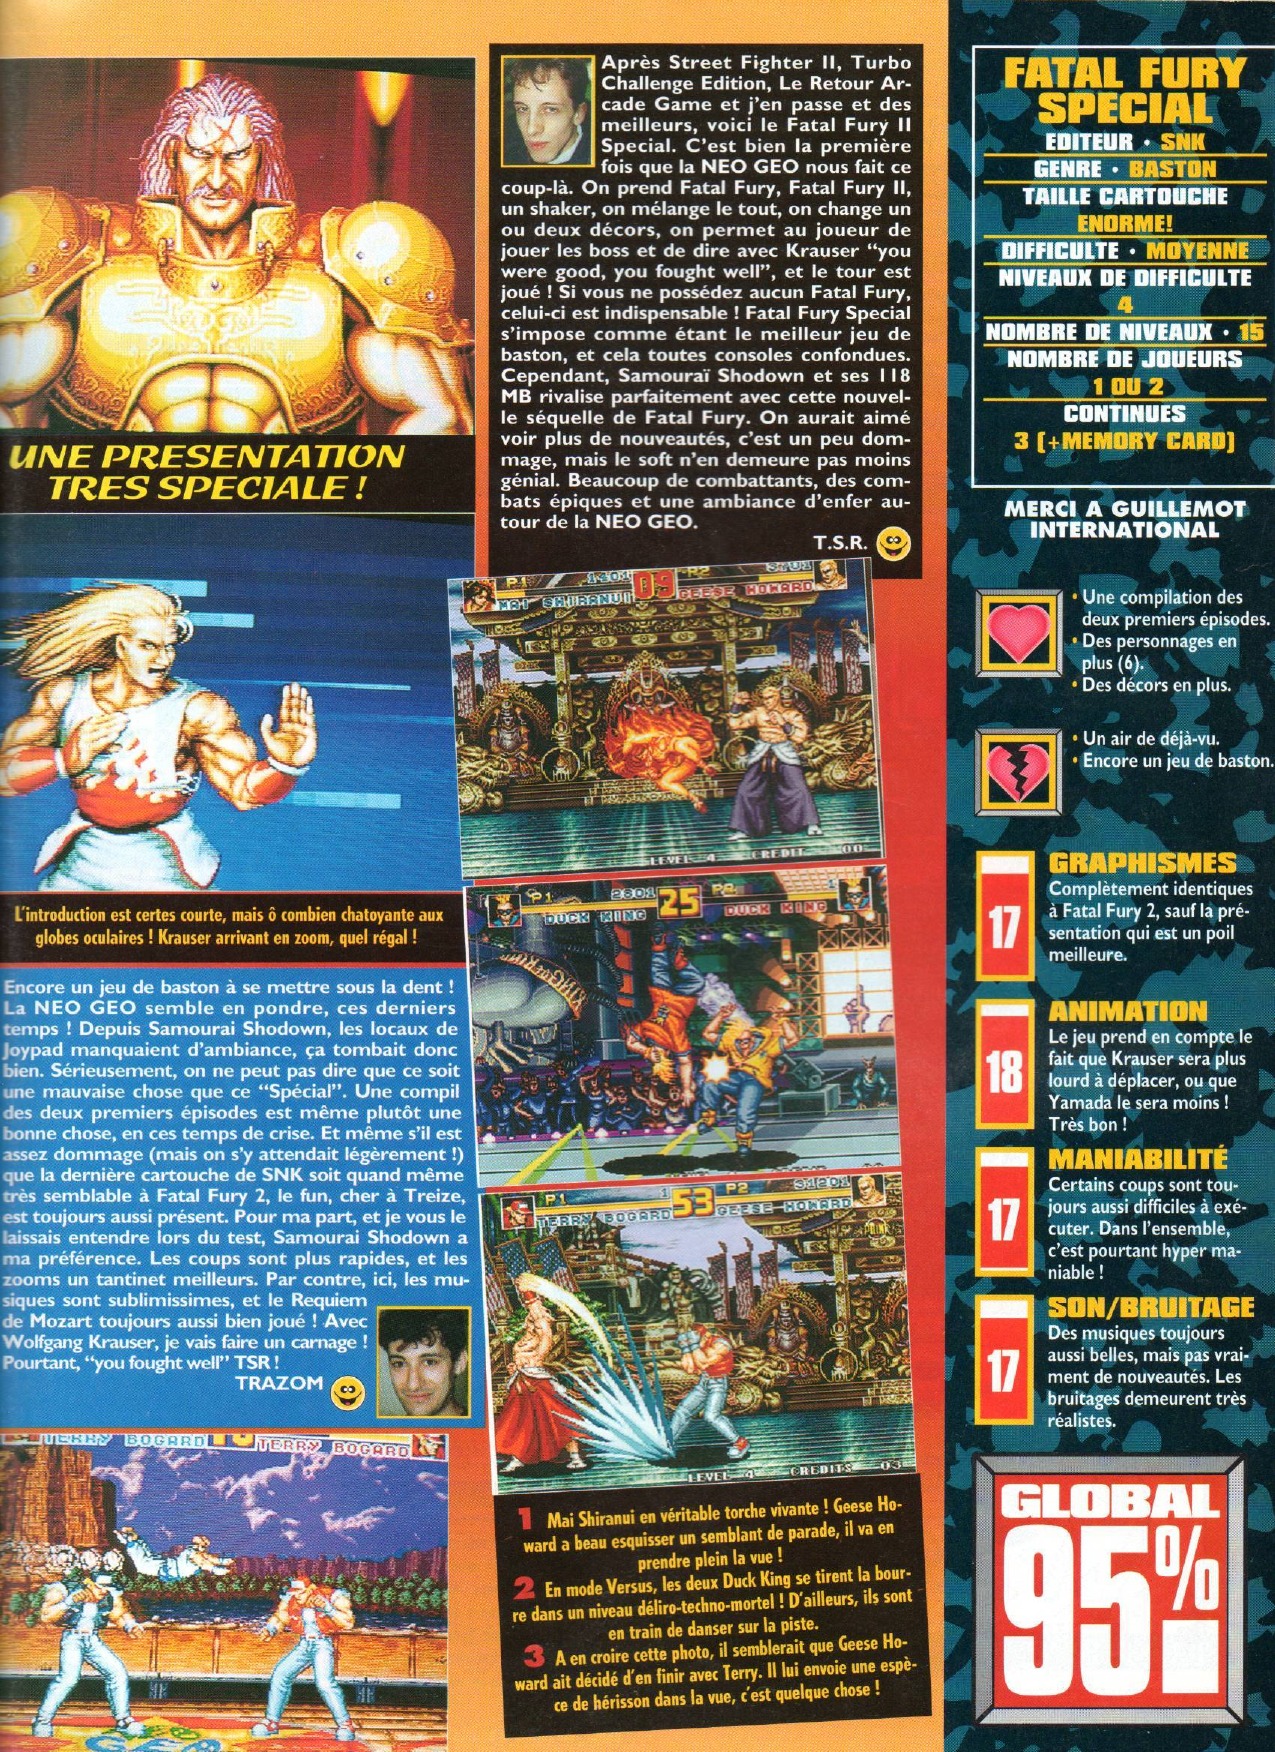 UNE PRESENTATION
TRES SPECIALE !
L'introduction est certes courte, mais ô combien chatoyante aux
globes oculaires ! Krauser arrivant en zoom, quel régal !
Encore un jeu de baston à se mettre sous la dent !
La NEO GEO semble en pondre, ces derniers
temps ! Depuis Samourai Shodown, les locaux de
Joypad manquaient d'ambiance, ça tombait donc
bien. Sérieusement, on ne peut pas dire que ce soit
une mauvaise chose que ce “Spécial”. Une compil
des deux premiers épisodes est même plutôt une
bonne chose, en ces temps de crise. Et même s'il est
assez dommage (mais on s'y attendait légèrement !)
que la dernière cartouche de SNK soit quand même
très semblable à Fatal Fury 2, le fun, cher à Treize,
est toujours aussi présent. Pour ma part, et je vous le
laissais entendre lors du test, Samourai Shodown a
ma préférence. Les coups sont plus rapides, et les
zooms un tantinet meilleurs. Par contre, ici, les mu-
siques sont sublimissimes, et le Requiem
de Mozart toujours aussi bien joué ! Avec
Wolfgang Krauser, je vais faire un carnage !
Pourtant, “you fought well” TSR !
TRAZOM
TERRY BOGARD
TERRY BOGARD
Après Street Fighter II, Turbo
Challenge Edition, Le Retour Ar-
cade Game et j'en passe et des
meilleurs, voici le Fatal Fury II
Special. C'est bien la première
fois que la NEO GEO nous fait ce
coup-là. On prend Fatal Fury, Fatal Fury II,
un shaker, on mélange le tout, on change un
ou deux décors, on permet au joueur de
jouer les boss et de dire avec Krauser “you
were good, you fought well”, et le tour est
joué ! Si vous ne possédez aucun Fatal Fury,
celui-ci est indispensable ! Fatal Fury Special
s'impose comme étant le meilleur jeu de
baston, et cela toutes consoles confondues.
Cependant, Samouraï Shodown et ses 118
MB rivalise parfaitement avec cette nouvel-
le séquelle de Fatal Fury. On aurait aimé
voir plus de nouveautés, c'est un peu dom-
mage, mais le soft n'en demeure pas moins
génial. Beaucoup de combattants, des com-
bats épiques et une ambiance d'enfer au-
tour de la NEO GEO.
T.S.R.
P1 1201 09 P2
MAI SHIRANUI GEESE HOWARD
LEVEL 4 CREDIT 00
P1 2601 25 P2
DUCK KING DUCK KING
P1 1 53 P2 31201
TERRY BOGARD GEESE HOWARD
LEVEL 4 CREDITS 03
1 Mai Shiranui en véritable torche vivante ! Geese Ho-
ward a beau esquisser un semblant de parade, il va en
prendre plein la vue !
2 En mode Versus, les deux Duck King se tirent la bour-
re dans un niveau déliro-techno-mortel ! D'ailleurs, ils sont
en train de danser sur la piste.
3 A en croire cette photo, il semblerait que Geese Ho-
ward ait décidé d'en finir avec Terry. Il lui envoie une espè-
ce de hérisson dans la vue, c'est quelque chose !
FATAL FURY
SPECIAL
EDITEUR • SNK
GENRE • BASTON
TAILLE CARTOUCHE
ENORME!
DIFFICULTE • MOYENNE
NIVEAUX DE DIFFICULTE
4
NOMBRE DE NIVEAUX • 15
NOMBRE DE JOUEURS
1 OU 2
CONTINUES
3 (+MEMORY CARD)
MERCI A GUILLEMOT
INTERNATIONAL
• Une compilation des
deux premiers épisodes.
• Des personnages en
plus (6).
• Des décors en plus.
• Un air de déjà-vu.
• Encore un jeu de baston.
GRAPHISMES
17
Complètement identiques
à Fatal Fury 2, sauf la pré-
sentation qui est un poil
meilleure.
ANIMATION
18
Le jeu prend en compte le
fait que Krauser sera plus
lourd à déplacer, ou que
Yamada le sera moins !
Très bon !
MANIABILITÉ
17
Certains coups sont tou-
jours aussi difficiles à exé-
cuter. Dans l'ensemble,
c'est pourtant hyper ma-
niable !
SON/BRUITAGE
17
Des musiques toujours
aussi belles, mais pas vrai-
ment de nouveautés. Les
bruitages demeurent très
réalistes.
GLOBAL
95%